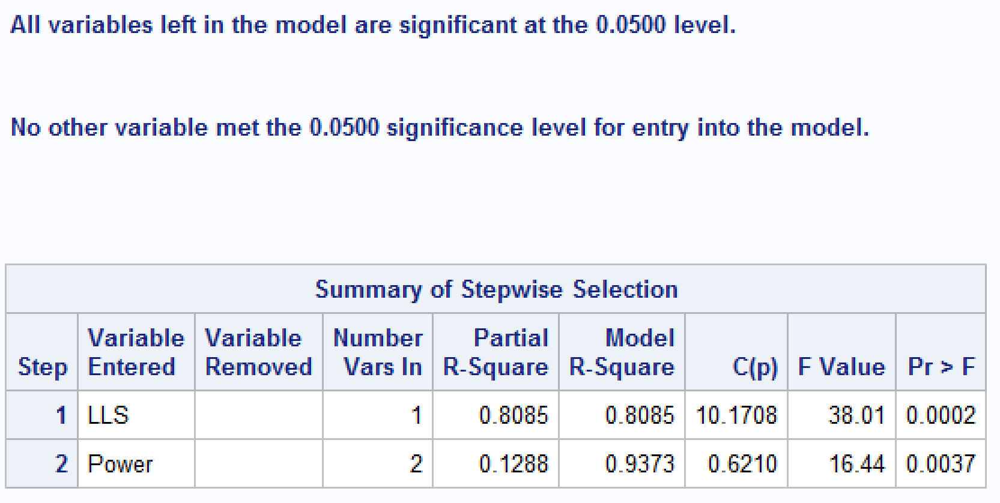 All variables left in the model are significant at the 0.0500 level.
No other variable met the 0.0500 significance level for entry into the model.
Summary of Stepwise Selection
Step Variable Entered Variable Removed Number Vars In Partial R-Square Model R-Square C(p) F Value Pr > F
1 LLS 1 0.8085 0.8085 10.1708 38.01 0.0002
2 Power 2 0.1288 0.9373 0.6210 16.44 0.0037